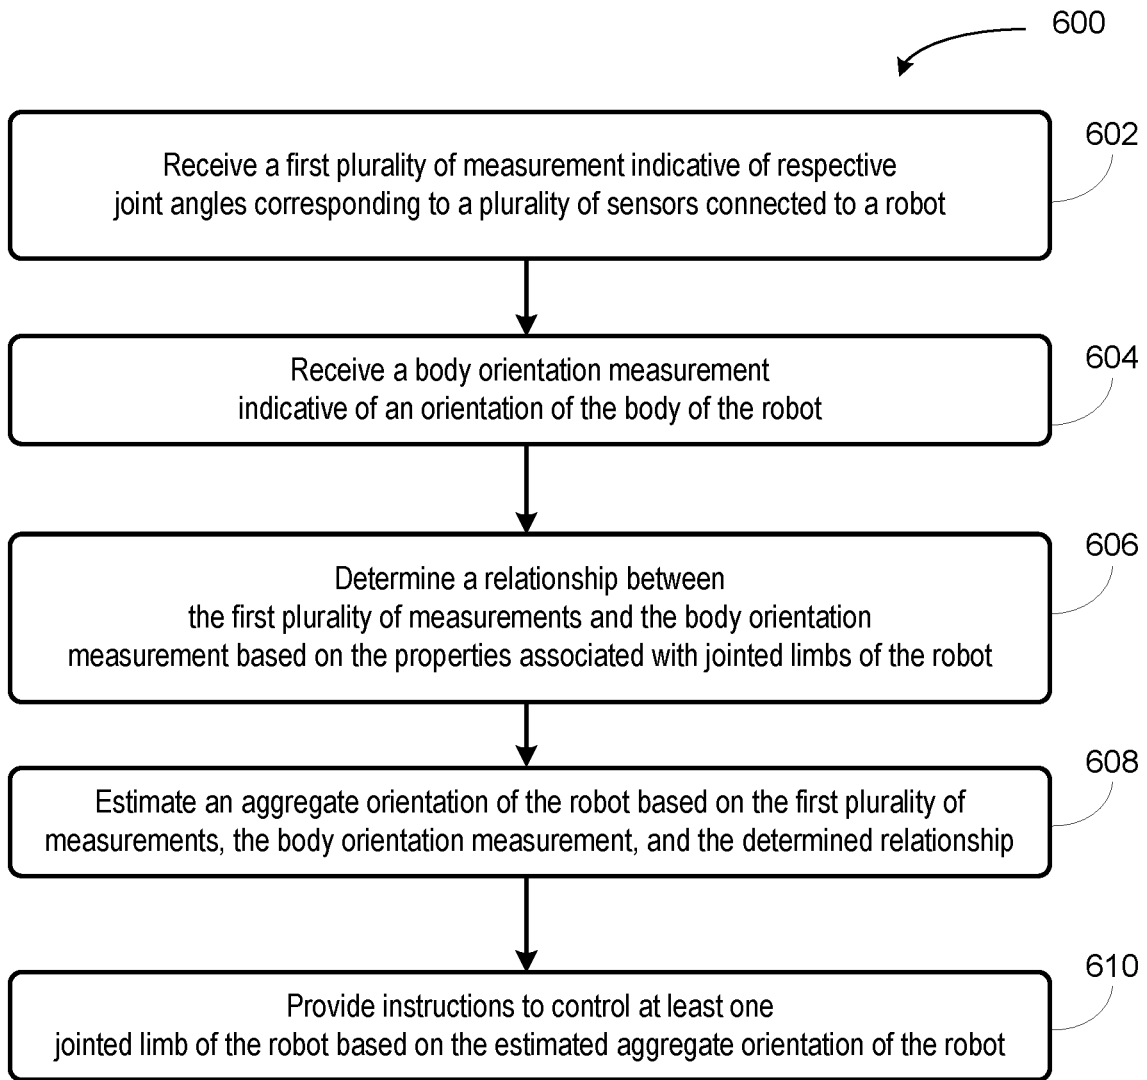 600
602
Receive a first plurality of measurement indicative of respective
joint angles corresponding to a plurality of sensors connected to a robot
604
Receive a body orientation measurement
indicative of an orientation of the body of the robot
606
Determine a relationship between
the first plurality of measurements and the body orientation
measurement based on the properties associated with jointed limbs of the robot
608
Estimate an aggregate orientation of the robot based on the first plurality of
measurements, the body orientation measurement, and the determined relationship
610
Provide instructions to control at least one
jointed limb of the robot based on the estimated aggregate orientation of the robot